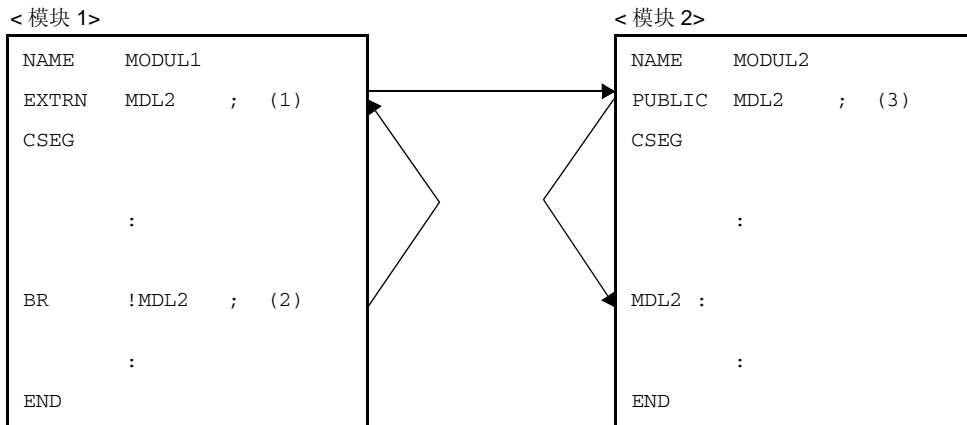 <模块 1>
NAME MODUL1
EXTRN MDL2 ; (1)
CSEG
:
BR !MDL2 ; (2)
:
END
<模块 2>
NAME MODUL2
PUBLIC MDL2 ; (3)
CSEG
:
MDL2 :
:
END